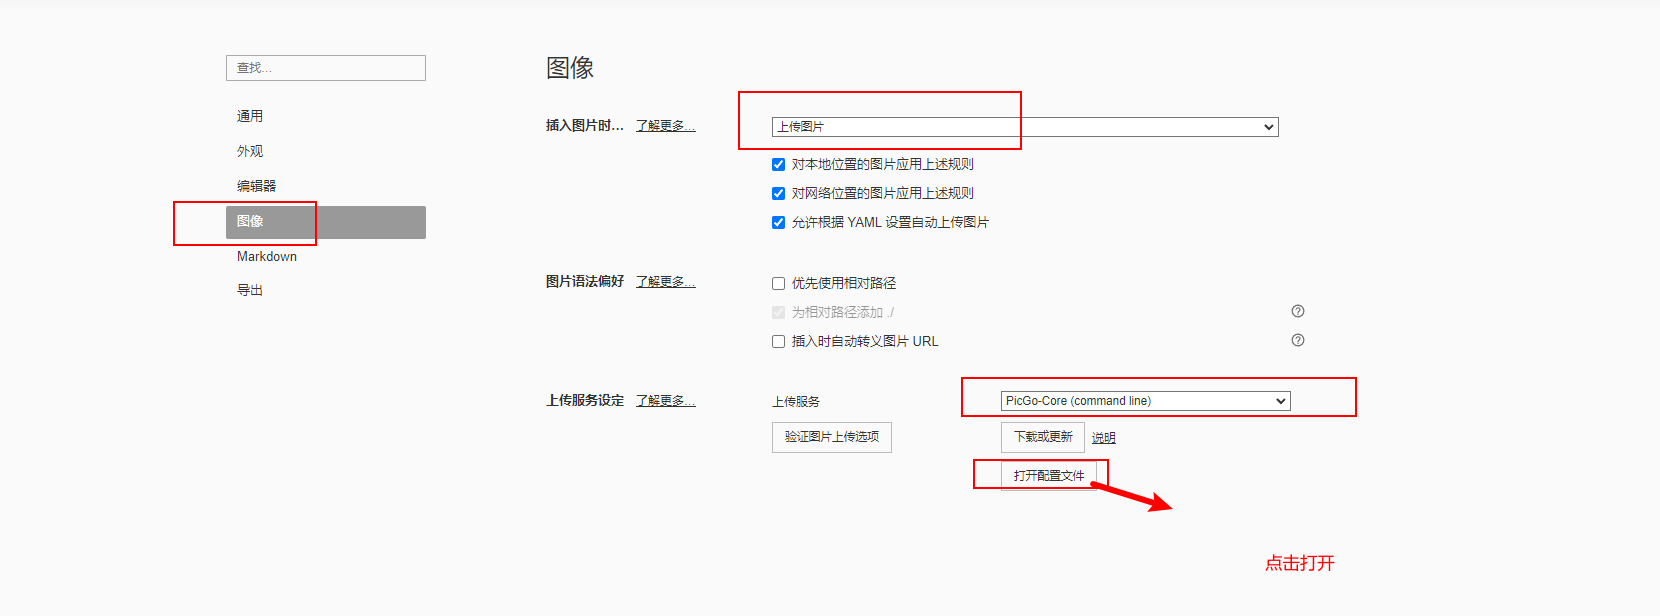 查找...
通用
外观
编辑器
图像
Markdown
导出
图像
插入图片时... 了解更多... 上传图片
对本地位置的图片应用上述规则
对网络位置的图片应用上述规则
允许根据 YAML 设置自动上传图片
图片语法偏好 了解更多... 优先使用相对路径
为相对路径添加 ./
插入时自动转义图片 URL
上传服务设定 了解更多... 上传服务 PicGo-Core (command line)
验证图片上传选项 下载或更新 说明
打开配置文件
点击打开